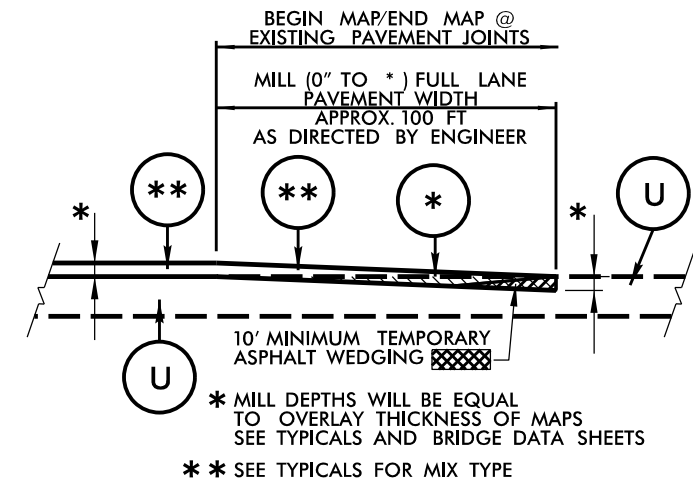 BEGIN MAP/END MAP @
EXISTING PAVEMENT JOINTS
MILL (0" TO * ) FULL LANE
PAVEMENT WIDTH
APPROX. 100 FT
AS DIRECTED BY ENGINEER
**
**
*
U
*
*
10' MINIMUM TEMPORARY
ASPHALT WEDGING
U
* MILL DEPTHS WILL BE EQUAL
TO OVERLAY THICKNESS OF MAPS
SEE TYPICALS AND BRIDGE DATA SHEETS
* * SEE TYPICALS FOR MIX TYPE